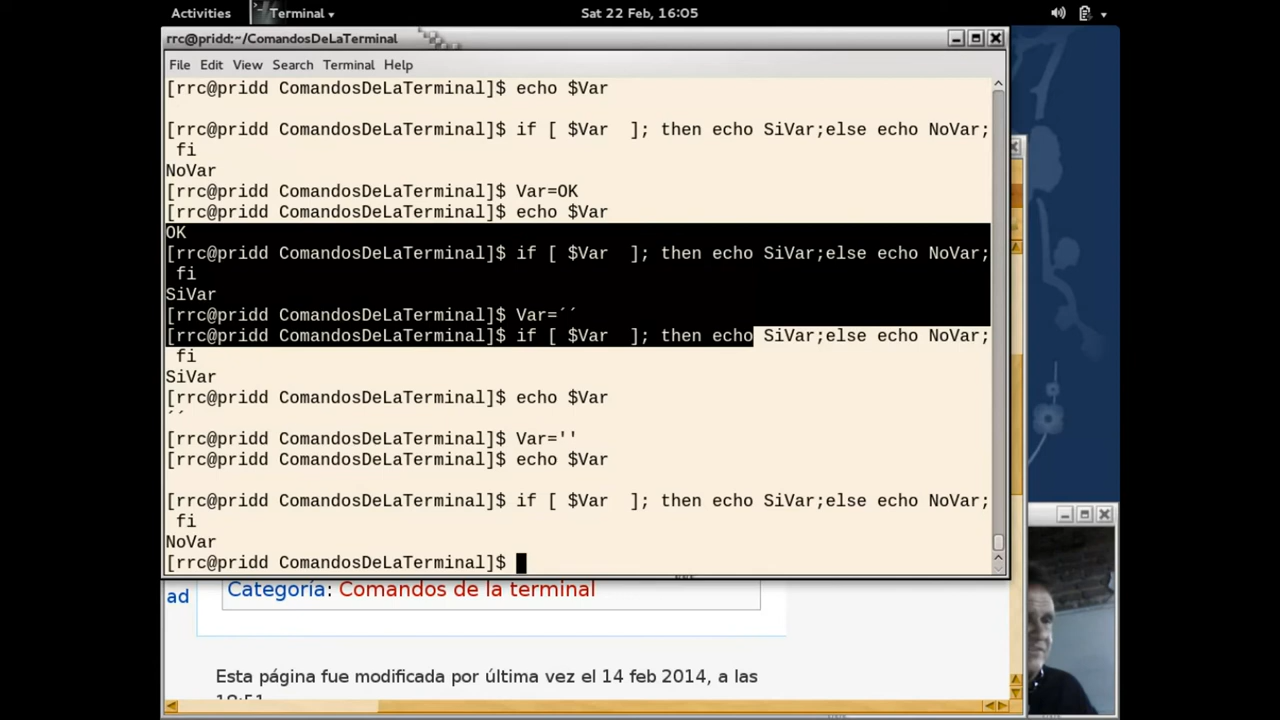 Activities Terminal Sat 22 Feb, 16:05
rrc@pridd:~/ComandosDeLaTerminal
File Edit View Search Terminal Help
[rrc@pridd ComandosDeLaTerminal]$ echo $Var
[rrc@pridd ComandosDeLaTerminal]$ if [ $Var  ]; then echo SiVar;else echo NoVar;
 fi
NoVar
[rrc@pridd ComandosDeLaTerminal]$ Var=OK
[rrc@pridd ComandosDeLaTerminal]$ echo $Var
OK
[rrc@pridd ComandosDeLaTerminal]$ if [ $Var  ]; then echo SiVar;else echo NoVar;
 fi
SiVar
[rrc@pridd ComandosDeLaTerminal]$ Var=´´
[rrc@pridd ComandosDeLaTerminal]$ if [ $Var  ]; then echo SiVar;else echo NoVar;
 fi
SiVar
[rrc@pridd ComandosDeLaTerminal]$ echo $Var
´´
[rrc@pridd ComandosDeLaTerminal]$ Var=''
[rrc@pridd ComandosDeLaTerminal]$ echo $Var
[rrc@pridd ComandosDeLaTerminal]$ if [ $Var  ]; then echo SiVar;else echo NoVar;
 fi
NoVar
[rrc@pridd ComandosDeLaTerminal]$
ad Categoría: Comandos de la terminal
Esta página fue modificada por última vez el 14 feb 2014, a las